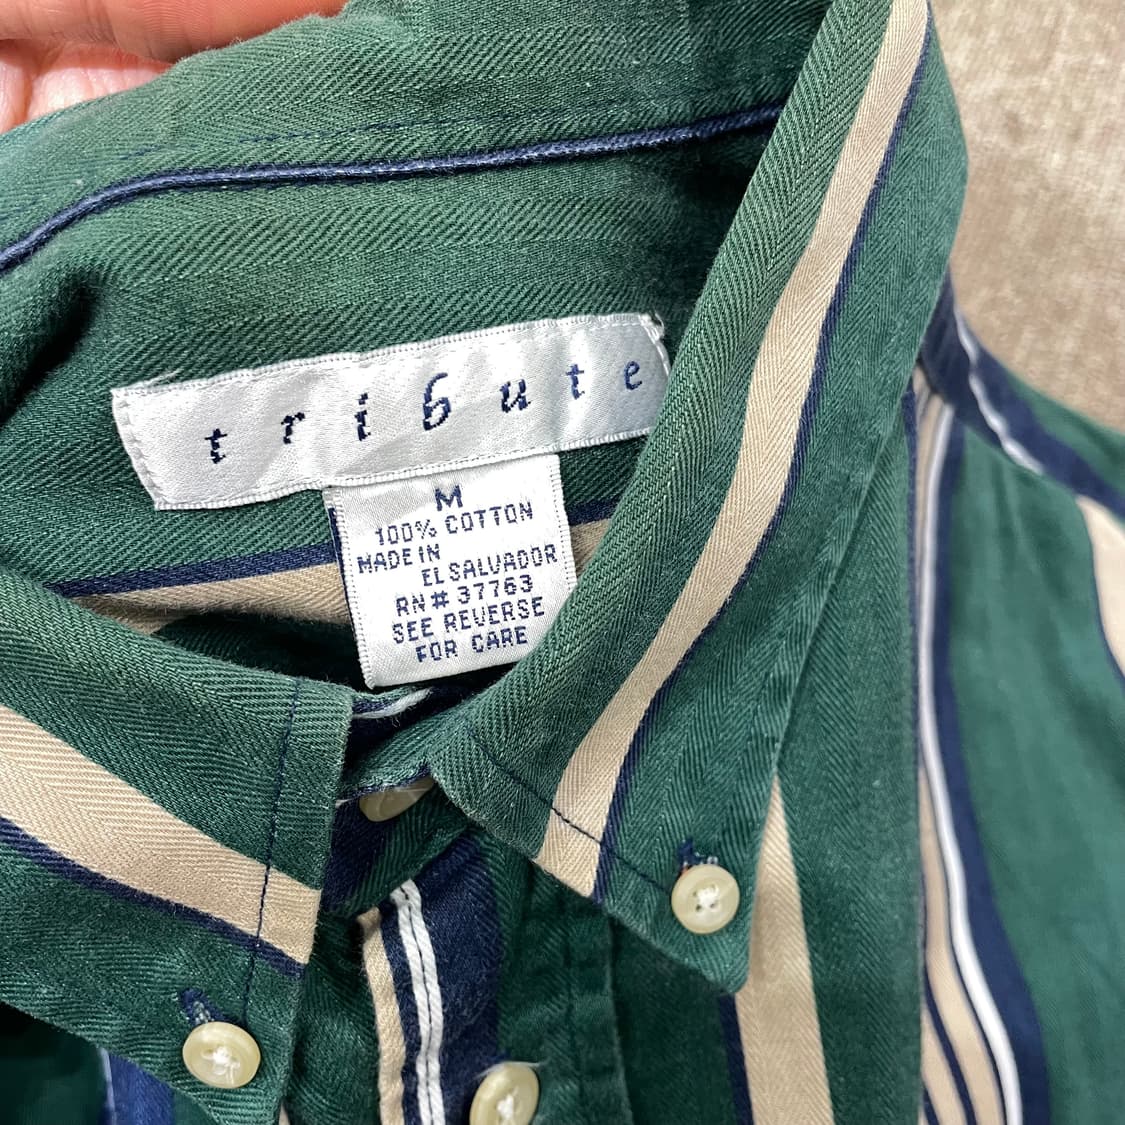 tribute
M
100% COTTON
MADE IN
EL SALVADOR
RN# 37763
SEE REVERSE
FOR CARE